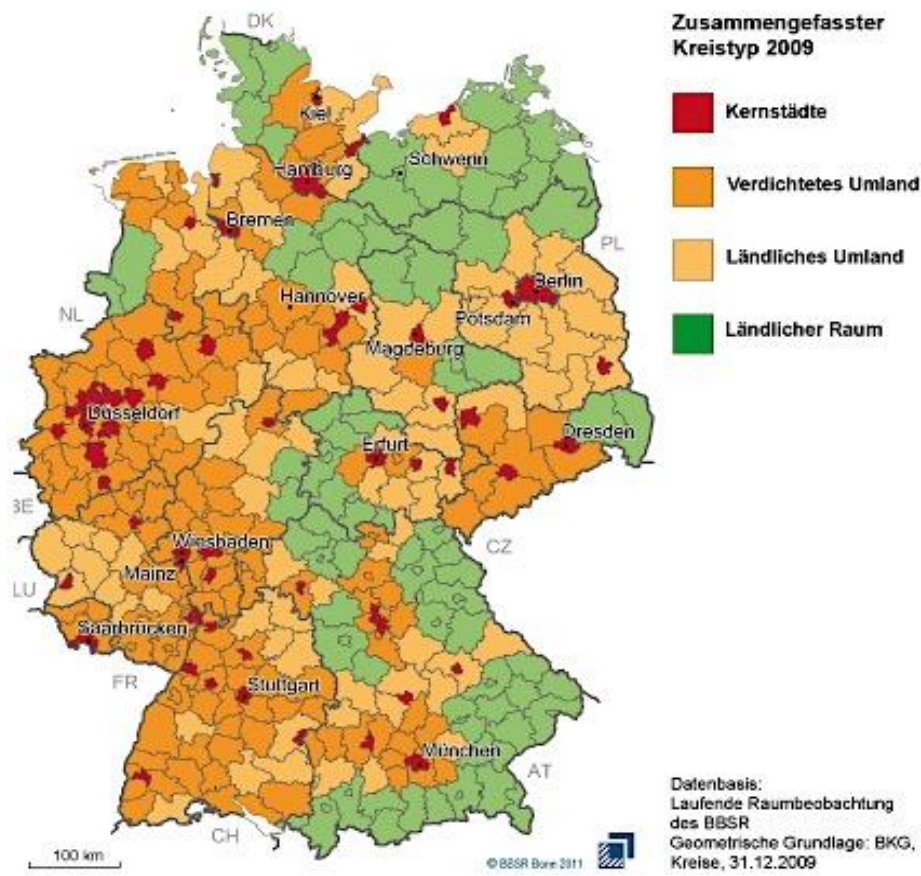 DK
Zusammengefasster
Kreistyp 2009
Kernstädte
Verdichtetes Umland
Ländliches Umland
Ländlicher Raum
Kiel
Schwerin
Hamburg
Bremen
PL
Berlin
Hannover
Potsdam
NL
Magdeburg
Düsseldorf
Dresden
Erfurt
BE
Wiesbaden
CZ
Mainz
LU
Saarbrücken
FR
Stuttgart
München
AT
CH
100 km
© BBSR Bonn 2011
Datenbasis:
Laufende Raumbeobachtung
des BBSR
Geometrische Grundlage: BKG,
Kreise, 31.12.2009